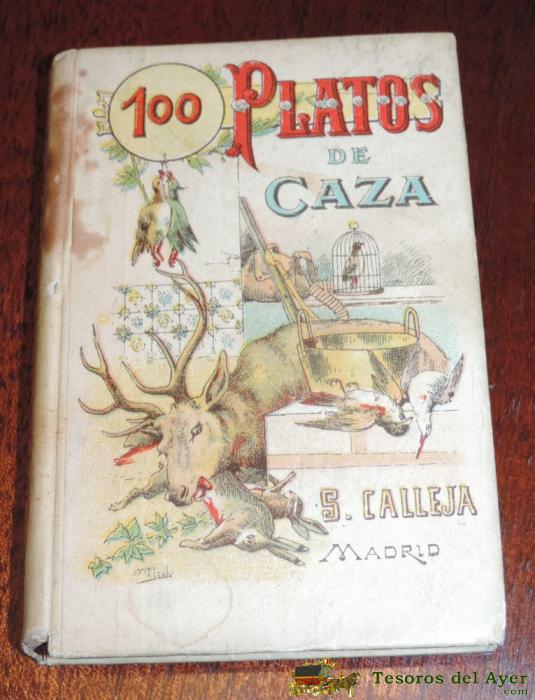 100 PLATOS
DE
CAZA
S. CALLEJA
MADRID
Tesoros del Ayer
.com